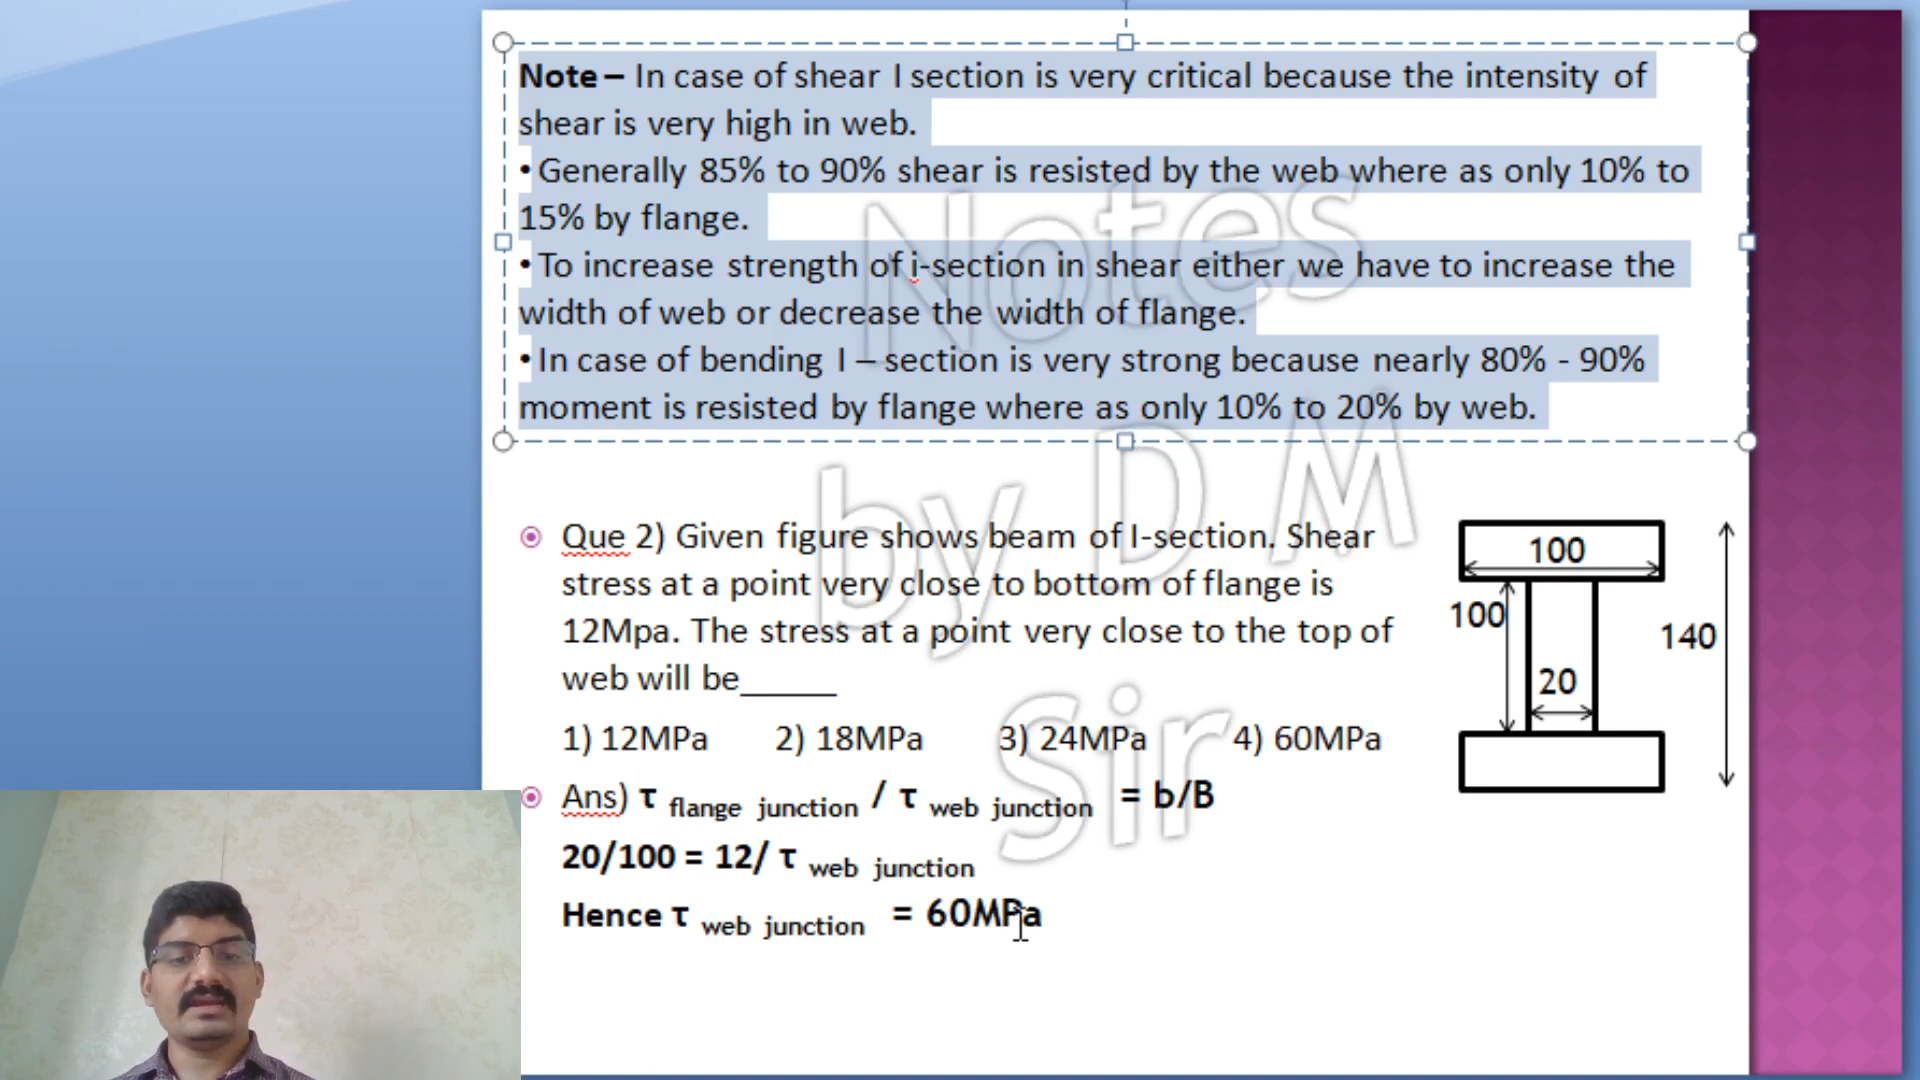 Note – In case of shear I section is very critical because the intensity of
shear is very high in web.
•Generally 85% to 90% shear is resisted by the web where as only 10% to
15% by flange.
•To increase strength of i-section in shear either we have to increase the
width of web or decrease the width of flange.
•In case of bending I – section is very strong because nearly 80% - 90%
moment is resisted by flange where as only 10% to 20% by web.
Notes
by D M
Sir
Que 2) Given figure shows beam of I-section. Shear
stress at a point very close to bottom of flange is
12Mpa. The stress at a point very close to the top of
web will be_____
1) 12MPa 2) 18MPa 3) 24MPa 4) 60MPa
Ans) τ flange junction / τ web junction = b/B
20/100 = 12/ τ web junction
Hence τ web junction = 60MPa
100
100
140
20